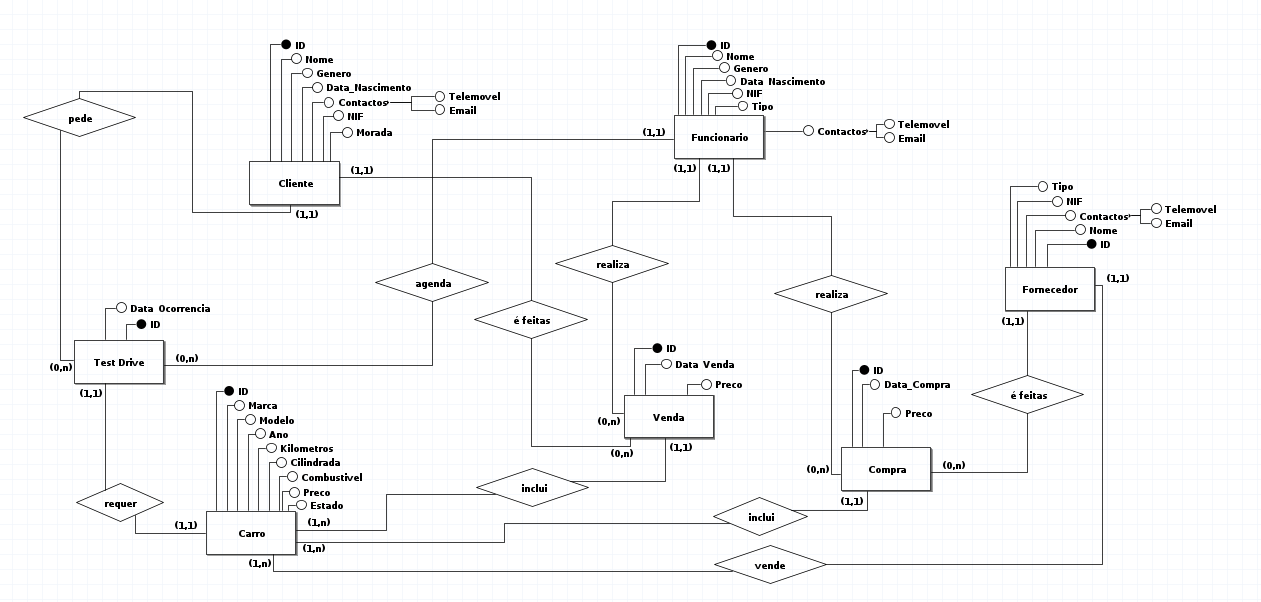 ID
Nome
Genero
Data_Nascimento
Contactos
Telemovel
Email
NIF
Morada
Cliente
(1,1)
(1,1)
pede
ID
Nome
Genero
Data_Nascimento
NIF
Tipo
Funcionario
Contactos
Telemovel
Email
(1,1)
(1,1)
(1,1)
Tipo
NIF
Contactos
Telemovel
Email
Nome
ID
Fornecedor
(1,1)
(1,1)
agenda
realiza
realiza
é feitas
Data_Ocorrencia
ID
Test Drive
(0,n)
(0,n)
(1,1)
ID
Data_Venda
Preco
Venda
(0,n)
(0,n)
(1,1)
ID
Data_Compra
Preco
Compra
(0,n)
(0,n)
(1,1)
é feitas
ID
Marca
Modelo
Ano
Kilometros
Cilindrada
Combustivel
Preco
Estado
Carro
(1,1)
(1,n)
(1,n)
(1,n)
requer
inclui
inclui
vende